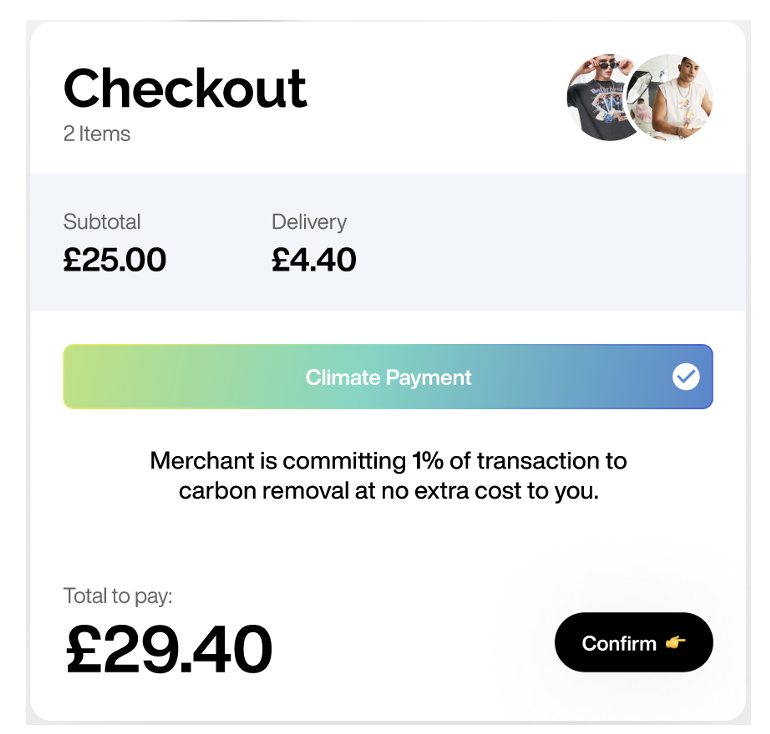 Checkout
2 Items
Subtotal
Delivery
£25.00
£4.40
Climate Payment
Merchant is committing 1% of transaction to
carbon removal at no extra cost to you.
Total to pay:
£29.40
Confirm 👉